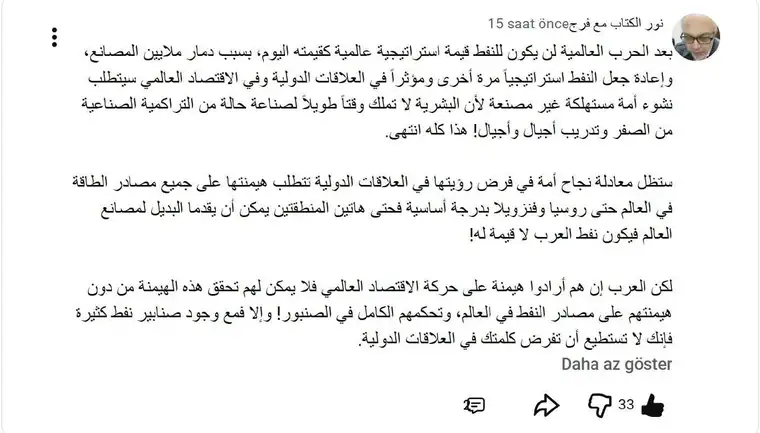 نور الكتاب مع فرج15 saat önce
بعد الحرب العالمية لن يكون للنفط قيمة استراتيجية عالمية كقيمته اليوم، بسبب دمار ملايين المصانع،
وإعادة جعل النفط استراتيجياً مرة أخرى ومؤثراً في العلاقات الدولية وفي الاقتصاد العالمي سيتطلب
نشوء أمة مستهلكة غير مصنعة لأن البشرية لا تملك وقتاً طويلاً لصناعة حالة من التراكمية الصناعية
من الصفر وتدريب أجيال وأجيال! هذا كله انتهى.
ستظل معادلة نجاح أمة في فرض رؤيتها في العلاقات الدولية تتطلب هيمنتها على جميع مصادر الطاقة
في العالم حتى روسيا وفنزويلا بدرجة أساسية فحتى هاتين المنطقتين يمكن أن يقدما البديل لمصانع
العالم فيكون نفط العرب لا قيمة له!
لكن العرب إن هم أرادوا هيمنة على حركة الاقتصاد العالمي فلا يمكن لهم تحقق هذه الهيمنة من دون
هيمنتهم على مصادر النفط في العالم، وتحكمهم الكامل في الصنبور! وإلا فمع وجود صنابير نفط كثيرة
فإنك لا تستطيع أن تفرض كلمتك في العلاقات الدولية.
Daha az göster
33
2